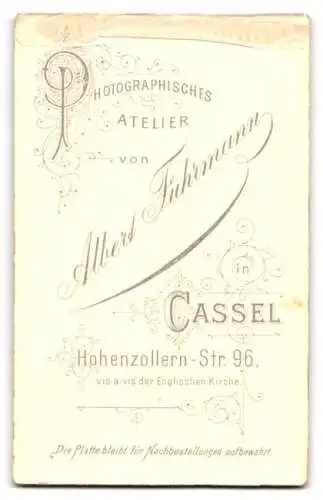 PHOTOGRAPHISCHES
ATELIER
von
Albert Fuhrmann
in
CASSEL
Hohenzollern-Str. 96,
vis-a-vis der Englischen Kirche.
Die Platte bleibt für Nachbestellungen aufbewahrt.